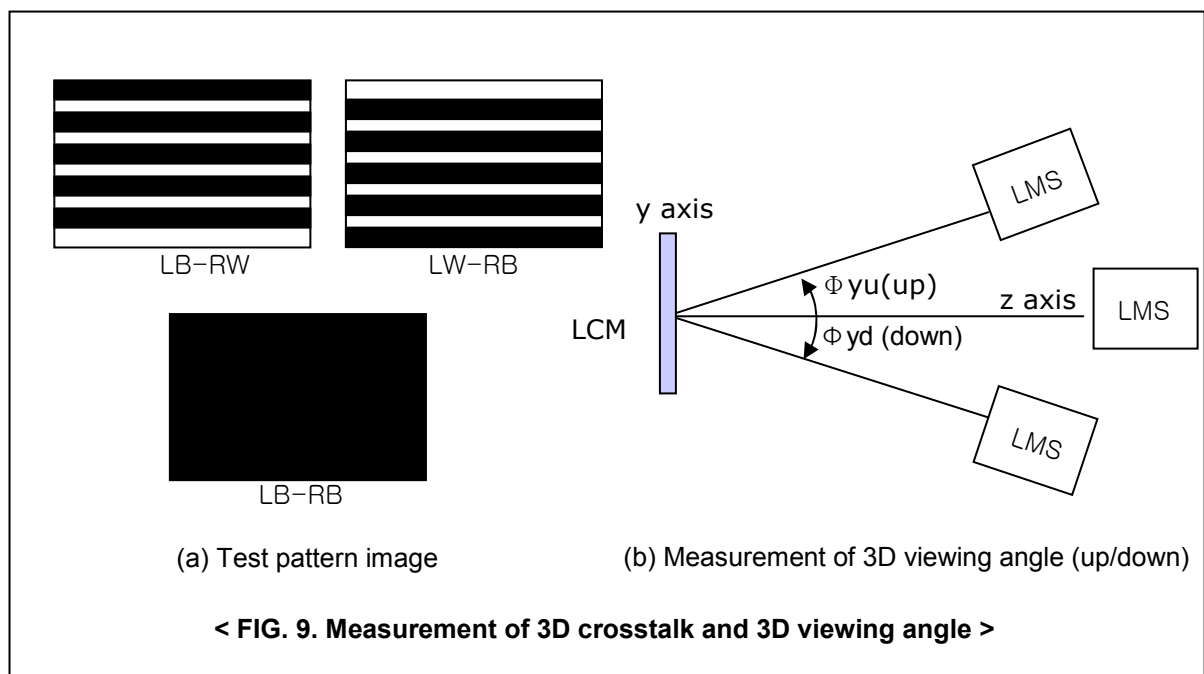 LB-RW
LW-RB
LB-RB
(a) Test pattern image
y axis
LCM
Φyu(up)
z axis
Φyd (down)
LMS
LMS
LMS
(b) Measurement of 3D viewing angle (up/down)
< FIG. 9. Measurement of 3D crosstalk and 3D viewing angle >